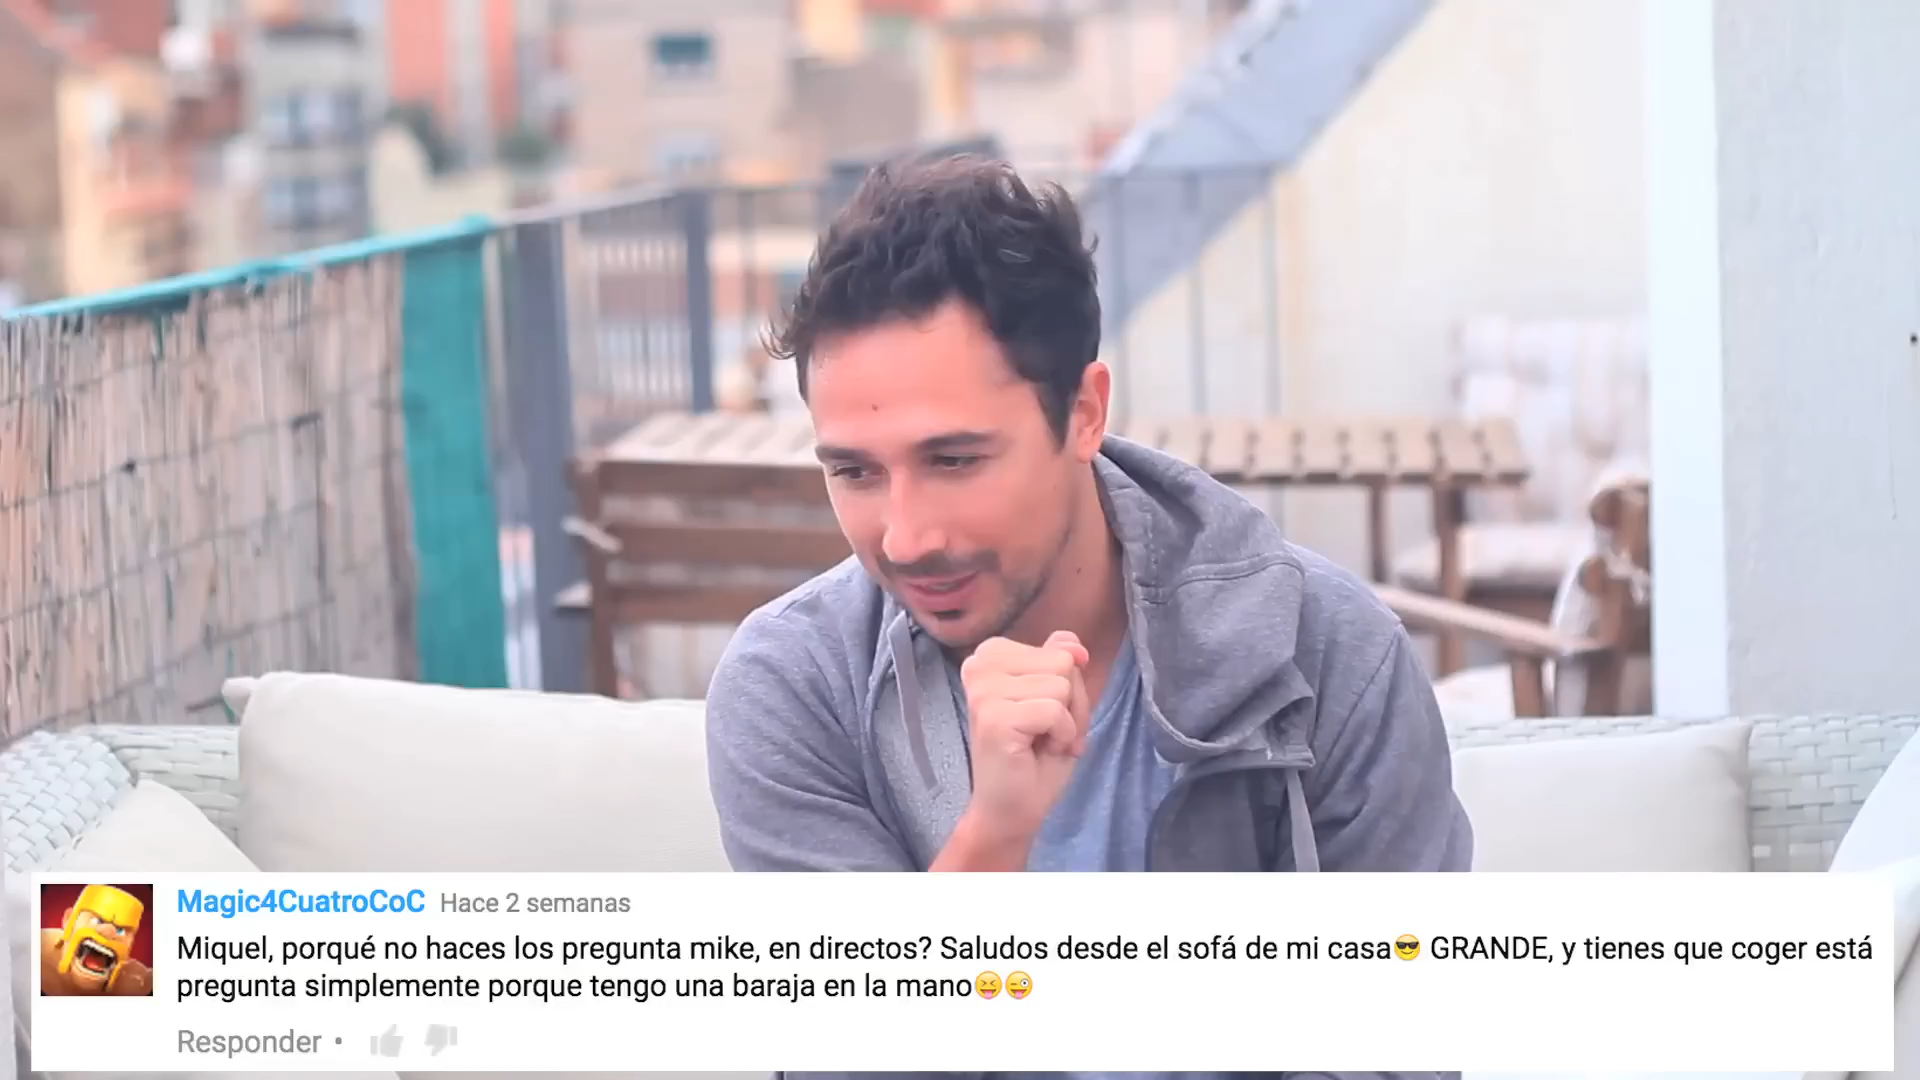 Magic4CuatroCoC Hace 2 semanas
Miquel, porqué no haces los pregunta mike, en directos? Saludos desde el sofá de mi casa😎 GRANDE, y tienes que coger está
pregunta simplemente porque tengo una baraja en la mano😝😜
Responder •